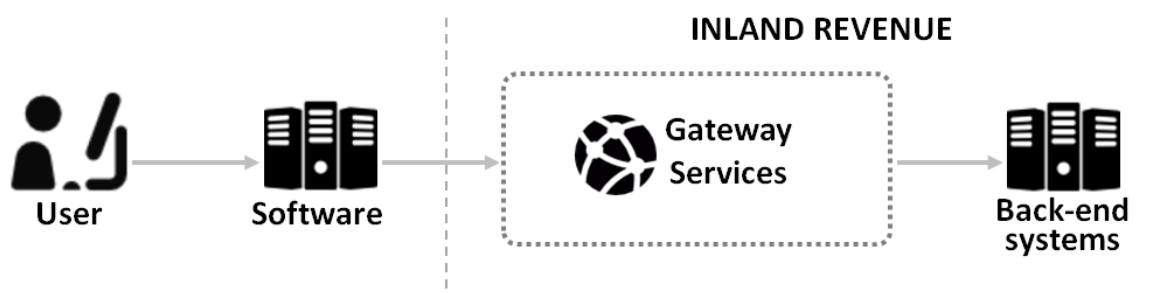 INLAND REVENUE
Gateway
Services
User
Software
Back-end
systems